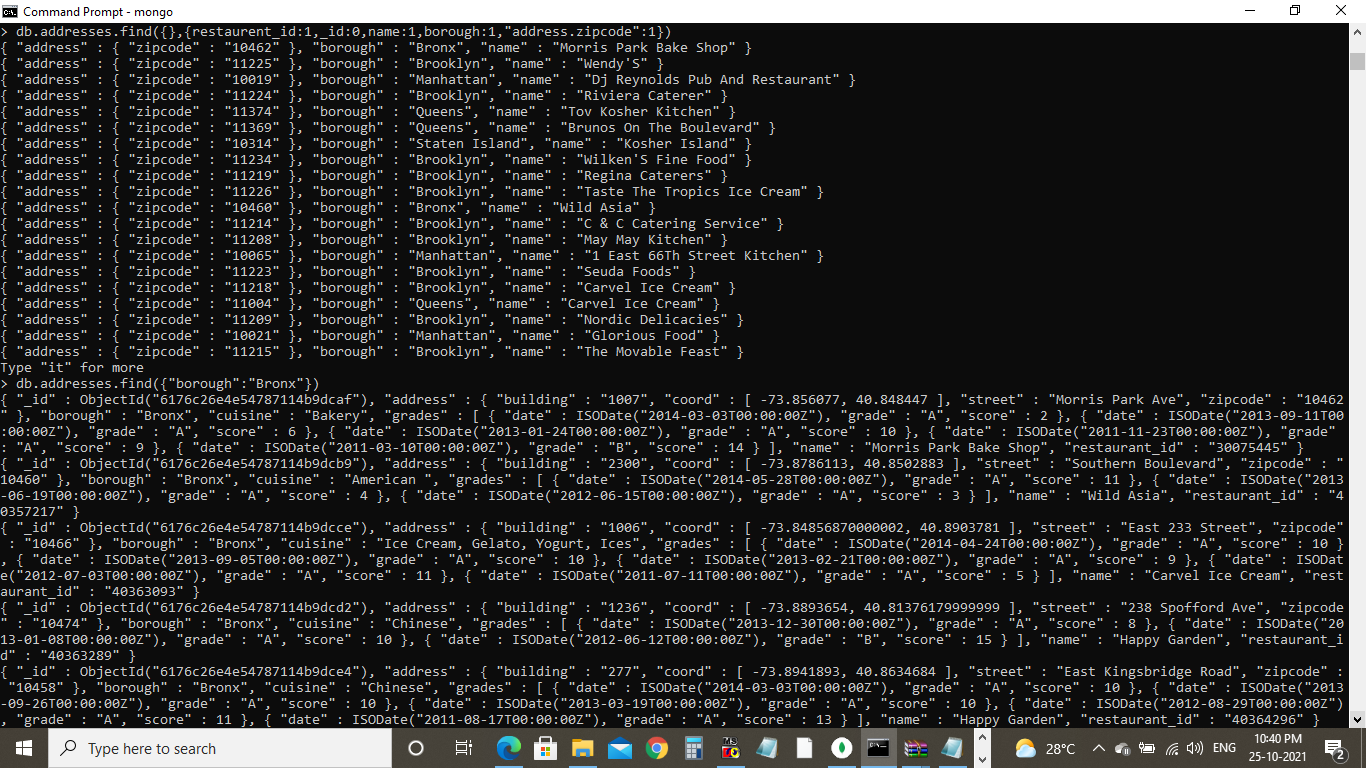 Command Prompt - mongo
> db.addresses.find({},{restaurent_id:1,_id:0,name:1,borough:1,"address.zipcode":1})
{ "address" : { "zipcode" : "10462" }, "borough" : "Bronx", "name" : "Morris Park Bake Shop" }
{ "address" : { "zipcode" : "11225" }, "borough" : "Brooklyn", "name" : "Wendy'S" }
{ "address" : { "zipcode" : "10019" }, "borough" : "Manhattan", "name" : "Dj Reynolds Pub And Restaurant" }
{ "address" : { "zipcode" : "11224" }, "borough" : "Brooklyn", "name" : "Riviera Caterer" }
{ "address" : { "zipcode" : "11374" }, "borough" : "Queens", "name" : "Tov Kosher Kitchen" }
{ "address" : { "zipcode" : "11369" }, "borough" : "Queens", "name" : "Brunos On The Boulevard" }
{ "address" : { "zipcode" : "10314" }, "borough" : "Staten Island", "name" : "Kosher Island" }
{ "address" : { "zipcode" : "11234" }, "borough" : "Brooklyn", "name" : "Wilken'S Fine Food" }
{ "address" : { "zipcode" : "11219" }, "borough" : "Brooklyn", "name" : "Regina Caterers" }
{ "address" : { "zipcode" : "11226" }, "borough" : "Brooklyn", "name" : "Taste The Tropics Ice Cream" }
{ "address" : { "zipcode" : "10460" }, "borough" : "Bronx", "name" : "Wild Asia" }
{ "address" : { "zipcode" : "11214" }, "borough" : "Brooklyn", "name" : "C & C Catering Service" }
{ "address" : { "zipcode" : "11208" }, "borough" : "Brooklyn", "name" : "May May Kitchen" }
{ "address" : { "zipcode" : "10065" }, "borough" : "Manhattan", "name" : "1 East 66Th Street Kitchen" }
{ "address" : { "zipcode" : "11223" }, "borough" : "Brooklyn", "name" : "Seuda Foods" }
{ "address" : { "zipcode" : "11218" }, "borough" : "Brooklyn", "name" : "Carvel Ice Cream" }
{ "address" : { "zipcode" : "11004" }, "borough" : "Queens", "name" : "Carvel Ice Cream" }
{ "address" : { "zipcode" : "11209" }, "borough" : "Brooklyn", "name" : "Nordic Delicacies" }
{ "address" : { "zipcode" : "10021" }, "borough" : "Manhattan", "name" : "Glorious Food" }
{ "address" : { "zipcode" : "11215" }, "borough" : "Brooklyn", "name" : "The Movable Feast" }
Type "it" for more
> db.addresses.find({"borough":"Bronx"})
{ "_id" : ObjectId("6176c26e4e54787114b9dcaf"), "address" : { "building" : "1007", "coord" : [ -73.856077, 40.848447 ], "street" : "Morris Park Ave", "zipcode" : "10462
" }, "borough" : "Bronx", "cuisine" : "Bakery", "grades" : [ { "date" : ISODate("2014-03-03T00:00:00Z"), "grade" : "A", "score" : 2 }, { "date" : ISODate("2013-09-11T00
:00:00Z"), "grade" : "A", "score" : 6 }, { "date" : ISODate("2013-01-24T00:00:00Z"), "grade" : "A", "score" : 10 }, { "date" : ISODate("2011-11-23T00:00:00Z"), "grade"
: "A", "score" : 9 }, { "date" : ISODate("2011-03-10T00:00:00Z"), "grade" : "B", "score" : 14 } ], "name" : "Morris Park Bake Shop", "restaurant_id" : "30075445" }
{ "_id" : ObjectId("6176c26e4e54787114b9dcb9"), "address" : { "building" : "2300", "coord" : [ -73.8786113, 40.8502883 ], "street" : "Southern Boulevard", "zipcode" : "
10460" }, "borough" : "Bronx", "cuisine" : "American ", "grades" : [ { "date" : ISODate("2014-05-28T00:00:00Z"), "grade" : "A", "score" : 11 }, { "date" : ISODate("2013
-06-19T00:00:00Z"), "grade" : "A", "score" : 4 }, { "date" : ISODate("2012-06-15T00:00:00Z"), "grade" : "A", "score" : 3 } ], "name" : "Wild Asia", "restaurant_id" : "4
0357217" }
{ "_id" : ObjectId("6176c26e4e54787114b9dcce"), "address" : { "building" : "1006", "coord" : [ -73.84856870000002, 40.8903781 ], "street" : "East 233 Street", "zipcode"
 : "10466" }, "borough" : "Bronx", "cuisine" : "Ice Cream, Gelato, Yogurt, Ices", "grades" : [ { "date" : ISODate("2014-04-24T00:00:00Z"), "grade" : "A", "score" : 10 }
, { "date" : ISODate("2013-09-05T00:00:00Z"), "grade" : "A", "score" : 10 }, { "date" : ISODate("2013-02-21T00:00:00Z"), "grade" : "A", "score" : 9 }, { "date" : ISODat
e("2012-07-03T00:00:00Z"), "grade" : "A", "score" : 11 }, { "date" : ISODate("2011-07-11T00:00:00Z"), "grade" : "A", "score" : 5 } ], "name" : "Carvel Ice Cream", "rest
aurant_id" : "40363093" }
{ "_id" : ObjectId("6176c26e4e54787114b9dcd2"), "address" : { "building" : "1236", "coord" : [ -73.8893654, 40.81376179999999 ], "street" : "238 Spofford Ave", "zipcode
" : "10474" }, "borough" : "Bronx", "cuisine" : "Chinese", "grades" : [ { "date" : ISODate("2013-12-30T00:00:00Z"), "grade" : "A", "score" : 8 }, { "date" : ISODate("20
13-01-08T00:00:00Z"), "grade" : "A", "score" : 10 }, { "date" : ISODate("2012-06-12T00:00:00Z"), "grade" : "B", "score" : 15 } ], "name" : "Happy Garden", "restaurant_i
d" : "40363289" }
{ "_id" : ObjectId("6176c26e4e54787114b9dce4"), "address" : { "building" : "277", "coord" : [ -73.8941893, 40.8634684 ], "street" : "East Kingsbridge Road", "zipcode" :
 "10458" }, "borough" : "Bronx", "cuisine" : "Chinese", "grades" : [ { "date" : ISODate("2014-03-03T00:00:00Z"), "grade" : "A", "score" : 10 }, { "date" : ISODate("2013
-09-26T00:00:00Z"), "grade" : "A", "score" : 10 }, { "date" : ISODate("2013-03-19T00:00:00Z"), "grade" : "A", "score" : 10 }, { "date" : ISODate("2012-08-29T00:00:00Z")
, "grade" : "A", "score" : 11 }, { "date" : ISODate("2011-08-17T00:00:00Z"), "grade" : "A", "score" : 13 } ], "name" : "Happy Garden", "restaurant_id" : "40364296" }
Type here to search
28°C
ENG
10:40 PM
25-10-2021
2